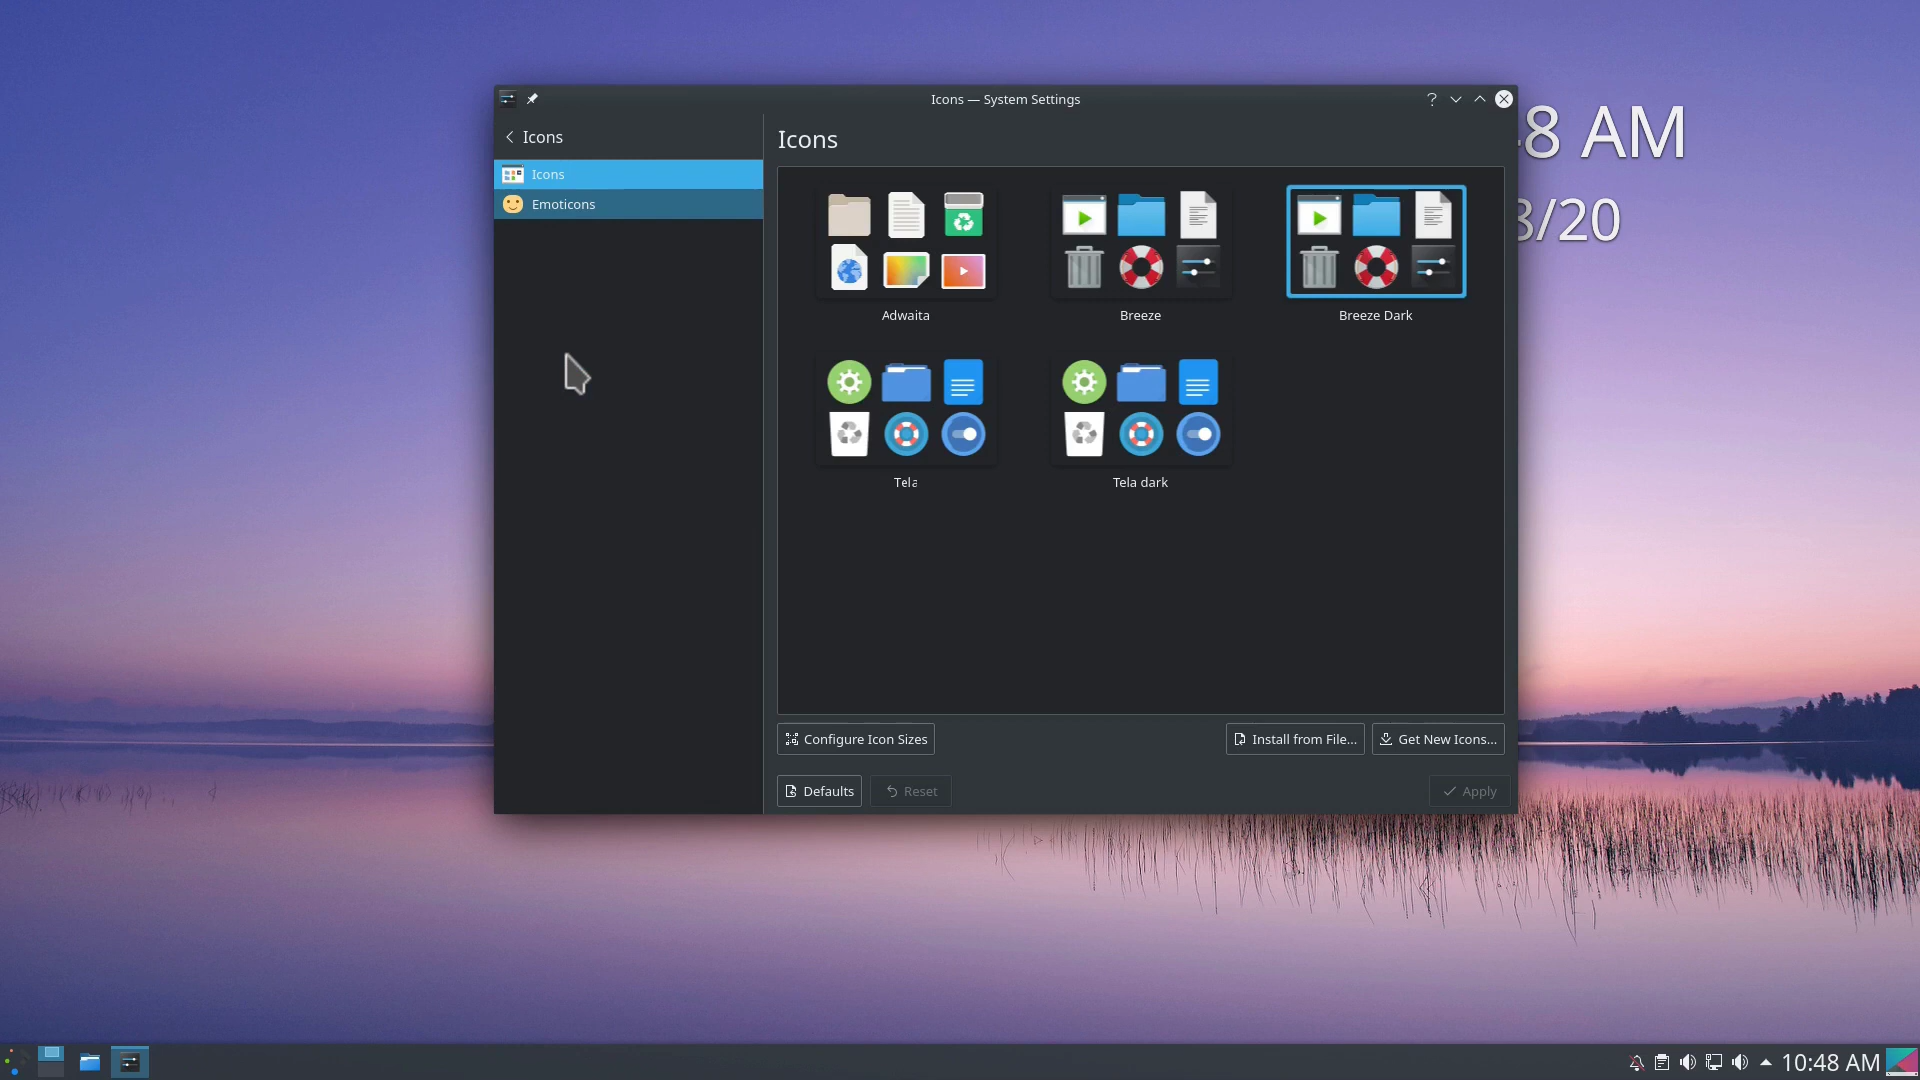 Icons — System Settings
?
Icons
Icons
Icons
Emoticons
8 AM
8/20
Adwaita
Breeze
Breeze Dark
Tela
Tela dark
Configure Icon Sizes
Install from File...
Get New Icons...
Defaults
Reset
Apply
10:48 AM